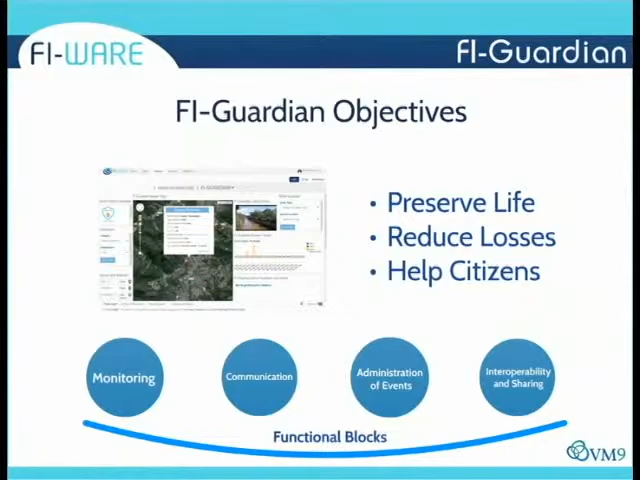 FI-WARE
FI-Guardian
FI-Guardian Objectives
• Preserve Life
• Reduce Losses
• Help Citizens
Monitoring
Communication
Administration
of Events
Interoperability
and Sharing
Functional Blocks
VM9